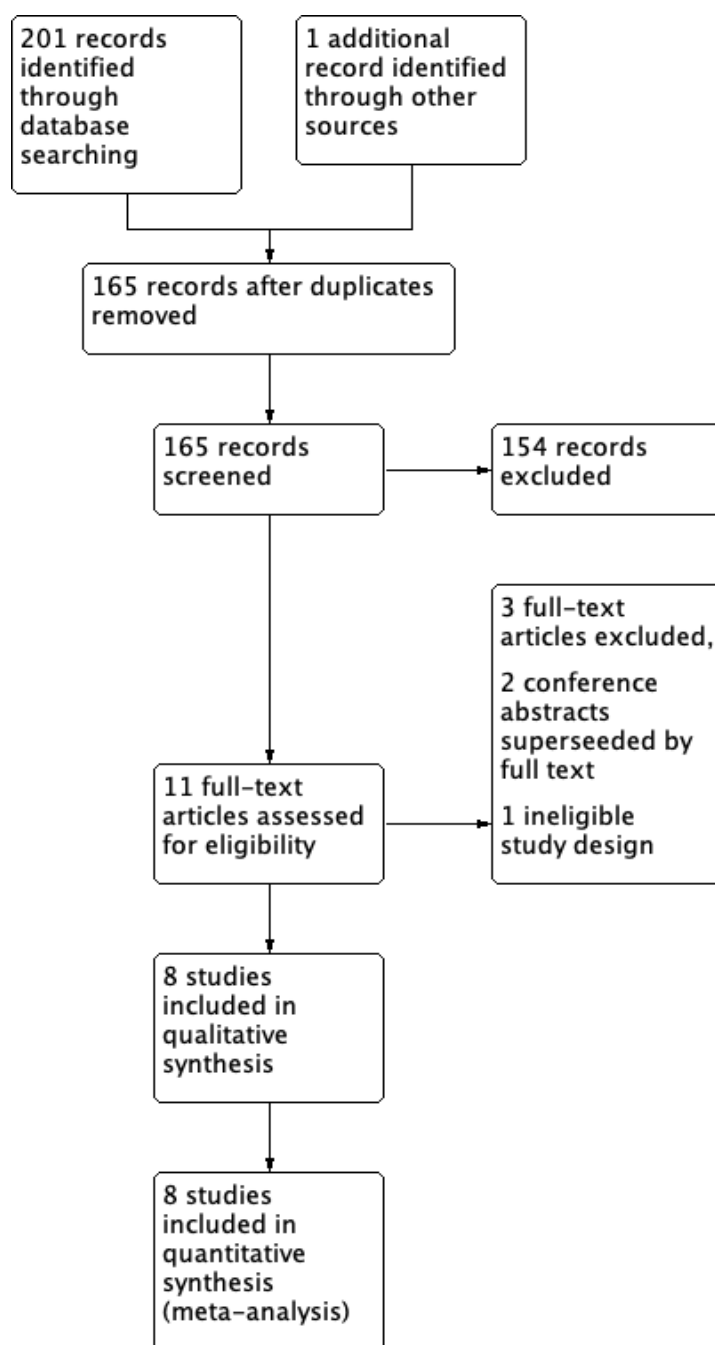 201 records
identified
through
database
searching
1 additional
record identified
through other
sources
165 records after duplicates
removed
165 records
screened
154 records
excluded
3 full-text
articles excluded,
2 conference
abstracts
superseeded by
full text
1 ineligible
study design
11 full-text
articles assessed
for eligibility
8 studies
included in
qualitative
synthesis
8 studies
included in
quantitative
synthesis
(meta-analysis)